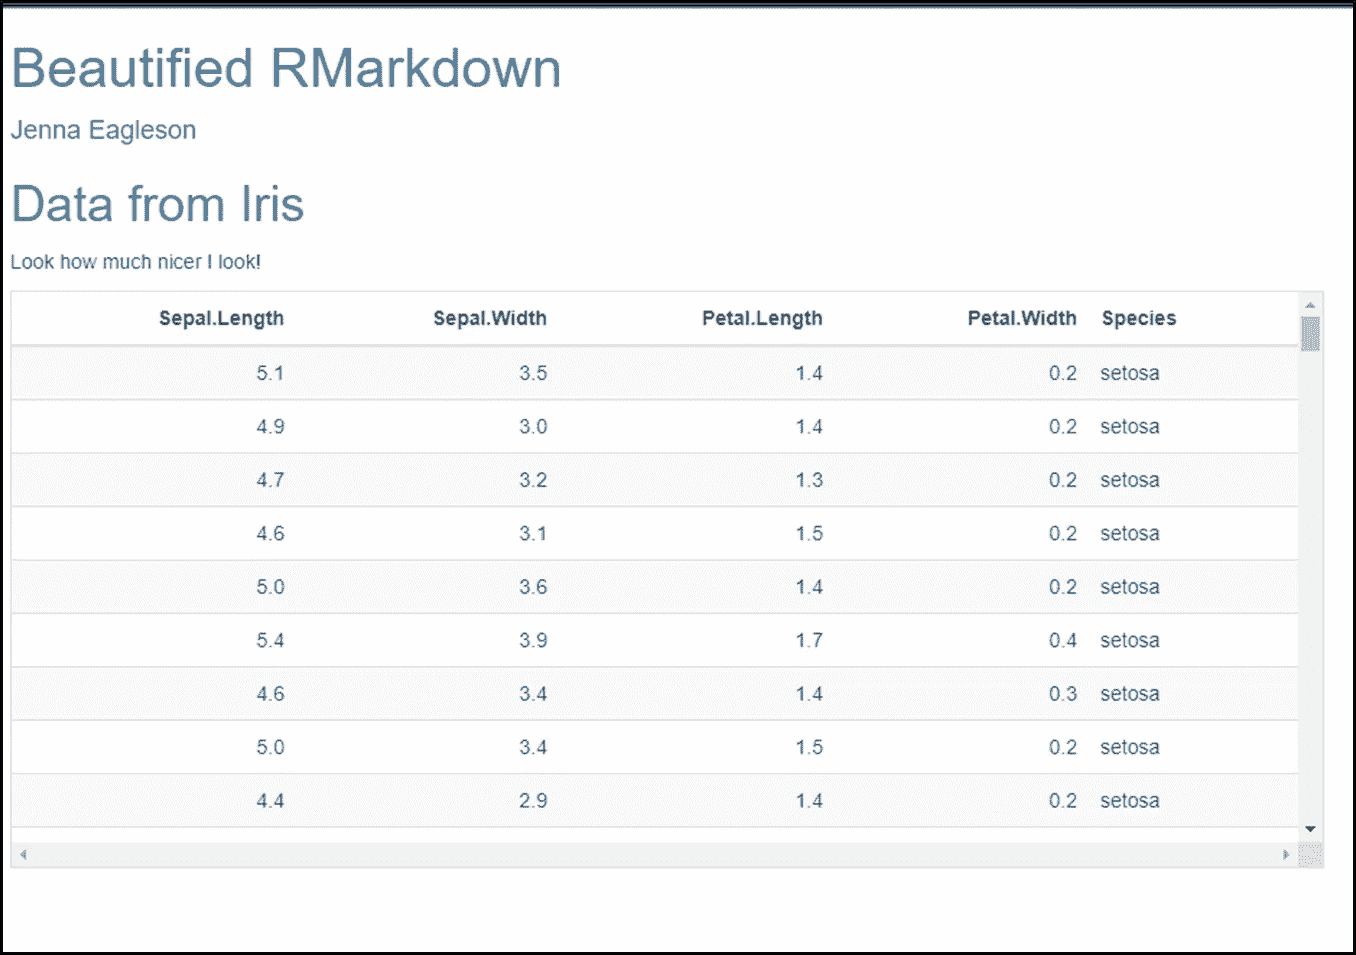 Beautified RMarkdown
Jenna Eagleson
Data from Iris
Look how much nicer I look!
Sepal.Length Sepal.Width Petal.Length Petal.Width Species
5.1 3.5 1.4 0.2 setosa
4.9 3.0 1.4 0.2 setosa
4.7 3.2 1.3 0.2 setosa
4.6 3.1 1.5 0.2 setosa
5.0 3.6 1.4 0.2 setosa
5.4 3.9 1.7 0.4 setosa
4.6 3.4 1.4 0.3 setosa
5.0 3.4 1.5 0.2 setosa
4.4 2.9 1.4 0.2 setosa